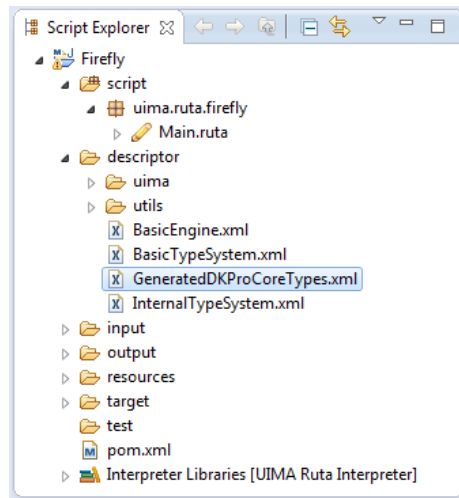 Script Explorer
Firefly
script
uima.ruta.firefly
Main.ruta
descriptor
uima
utils
BasicEngine.xml
BasicTypeSystem.xml
GeneratedDKProCoreTypes.xml
InternalTypeSystem.xml
input
output
resources
target
test
pom.xml
Interpreter Libraries [UIMA Ruta Interpreter]